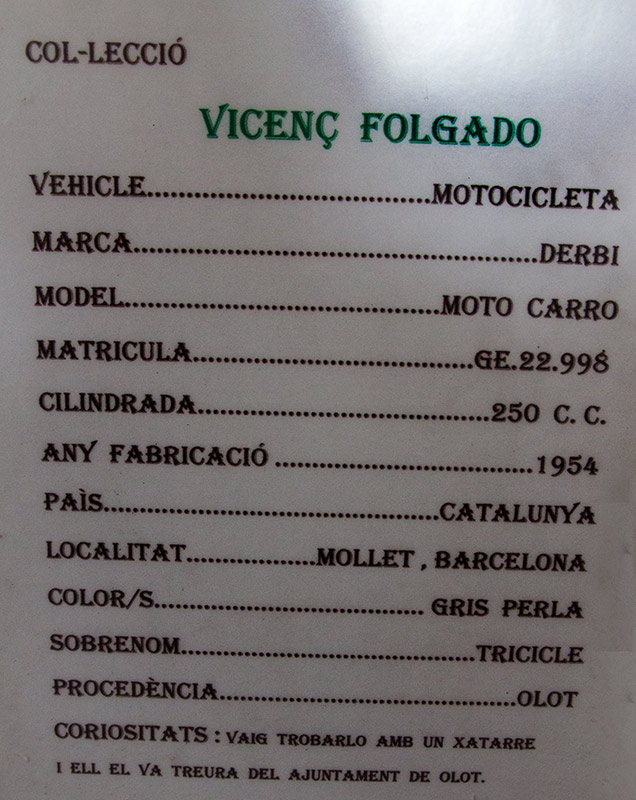 COL-LECCIÓ
VICENÇ FOLGADO
VEHICLE...................................MOTOCICLETA
MARCA..................................................DERBI
MODEL.......................................MOTO CARRO
MATRICULA...................................GE.22.998
CILINDRADA....................................250 C. C.
ANY FABRICACIÓ ................................1954
PAÌS.........................................CATALUNYA
LOCALITAT................MOLLET , BARCELONA
COLOR/S................................. GRIS PERLA
SOBRENOM.....................................TRICICLE
PROCEDÈNCIA.....................................OLOT
CORIOSITATS : VAIG TROBARLO AMB UN XATARRE
I ELL EL VA TREURA DEL AJUNTAMENT DE OLOT.